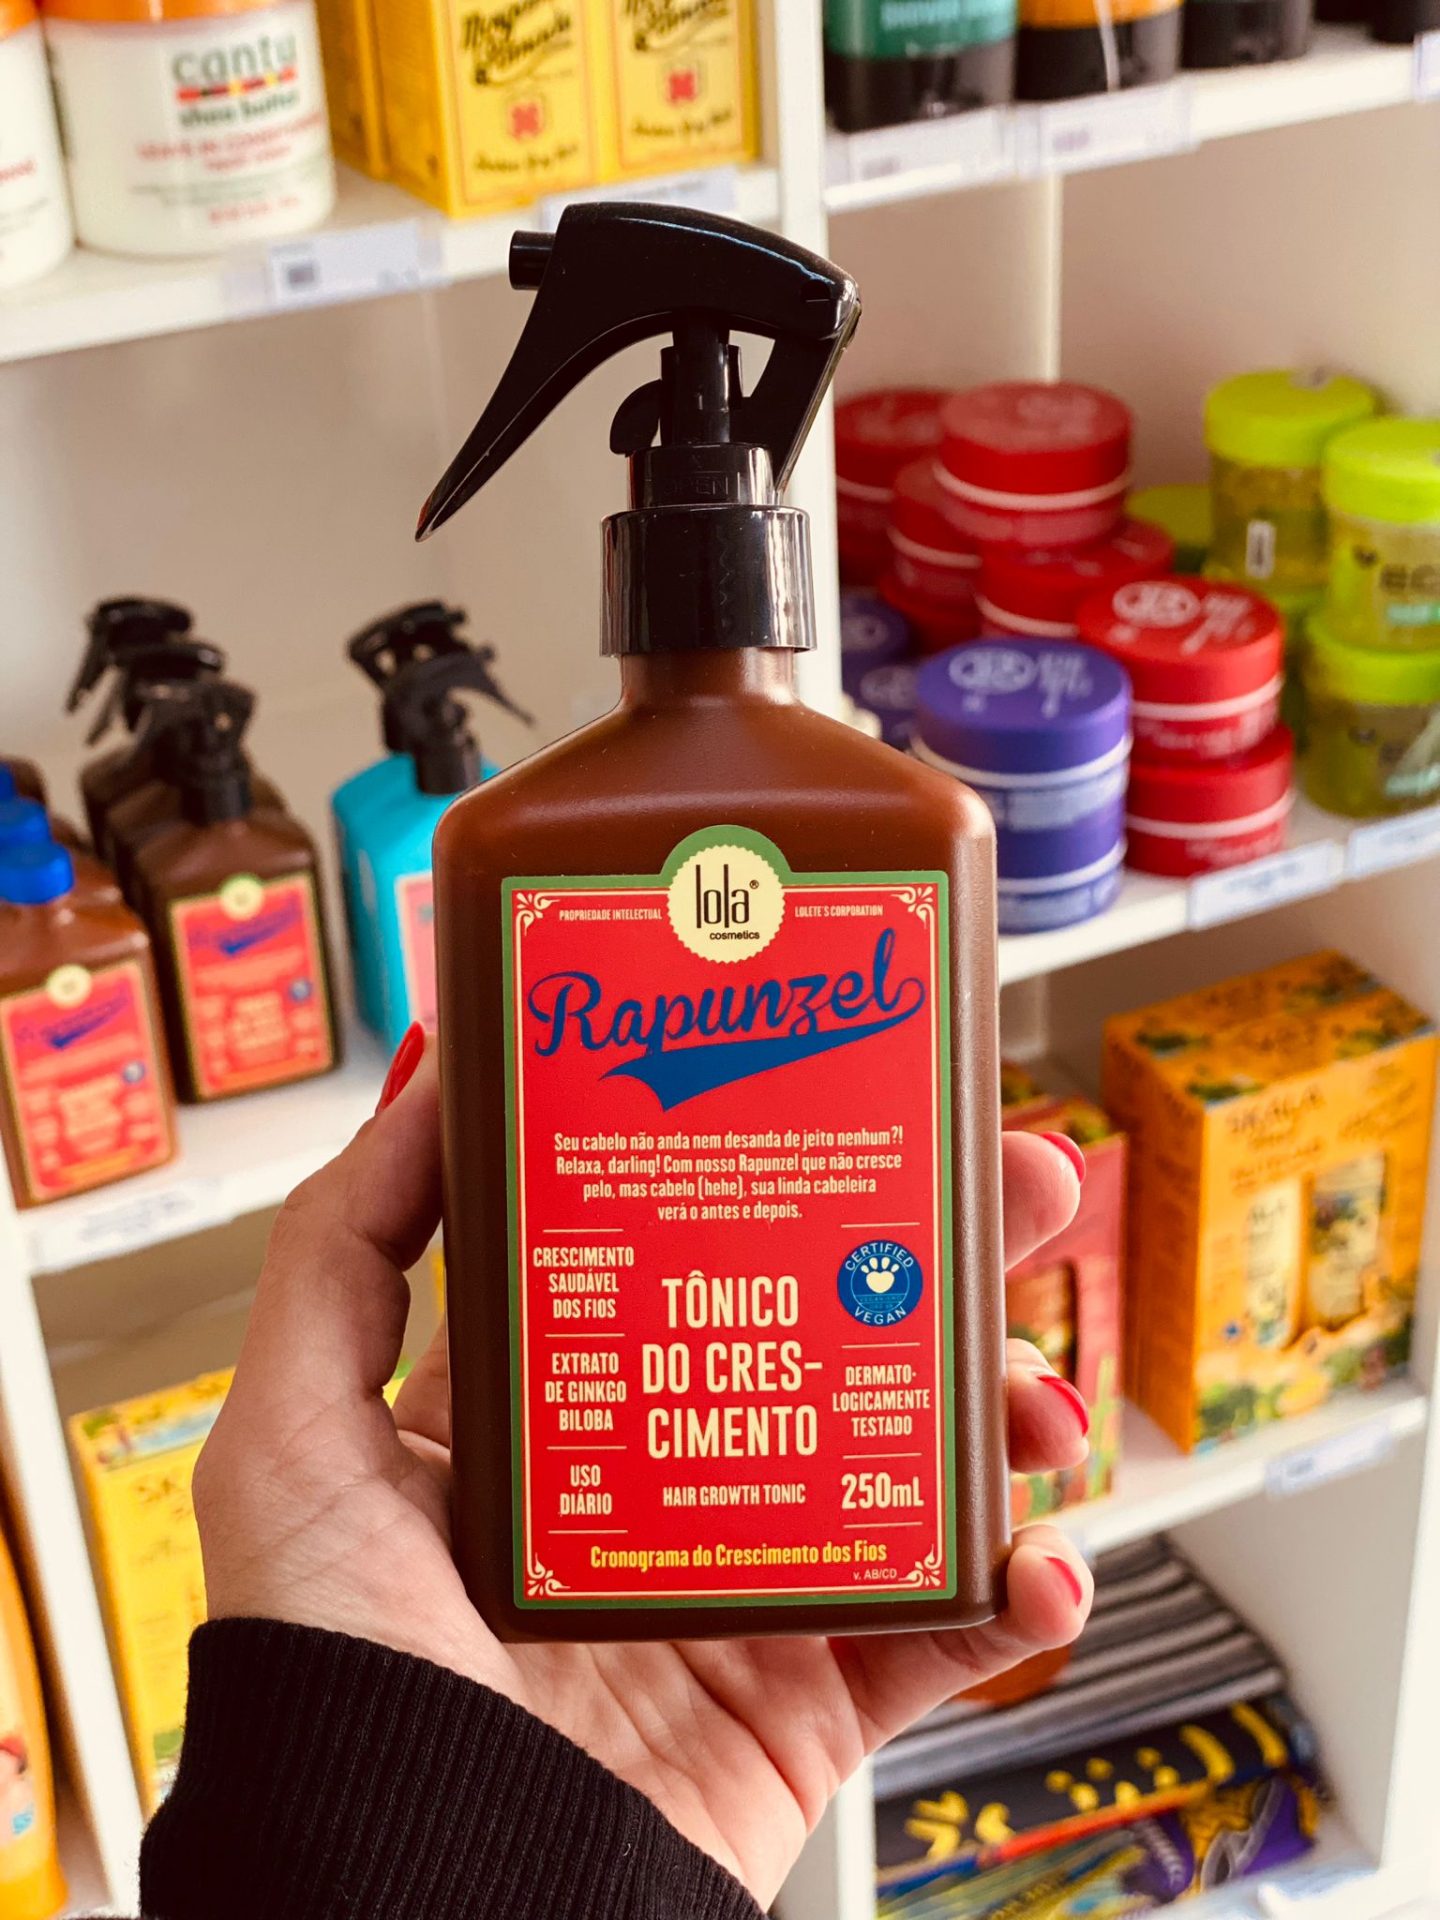 cantu
shea butter
OPEN
PROPRIEDADE INTELECTUAL
lola®
cosmetics
LOLETE'S CORPORATION
Rapunzel
Seu cabelo não anda nem desanda de jeito nenhum?!
Relaxa, darling! Com nosso Rapunzel que não cresce
pelo, mas cabelo (hehe), sua linda cabeleira
verá o antes e depois.
CRESCIMENTO
SAUDÁVEL
DOS FIOS
EXTRATO
DE GINKGO
BILOBA
USO
DIÁRIO
TÔNICO
DO CRES-
CIMENTO
HAIR GROWTH TONIC
CERTIFIED
VEGAN
DERMATO-
LOGICAMENTE
TESTADO
250mL
Cronograma do Crescimento dos Fios
v. AB/CD